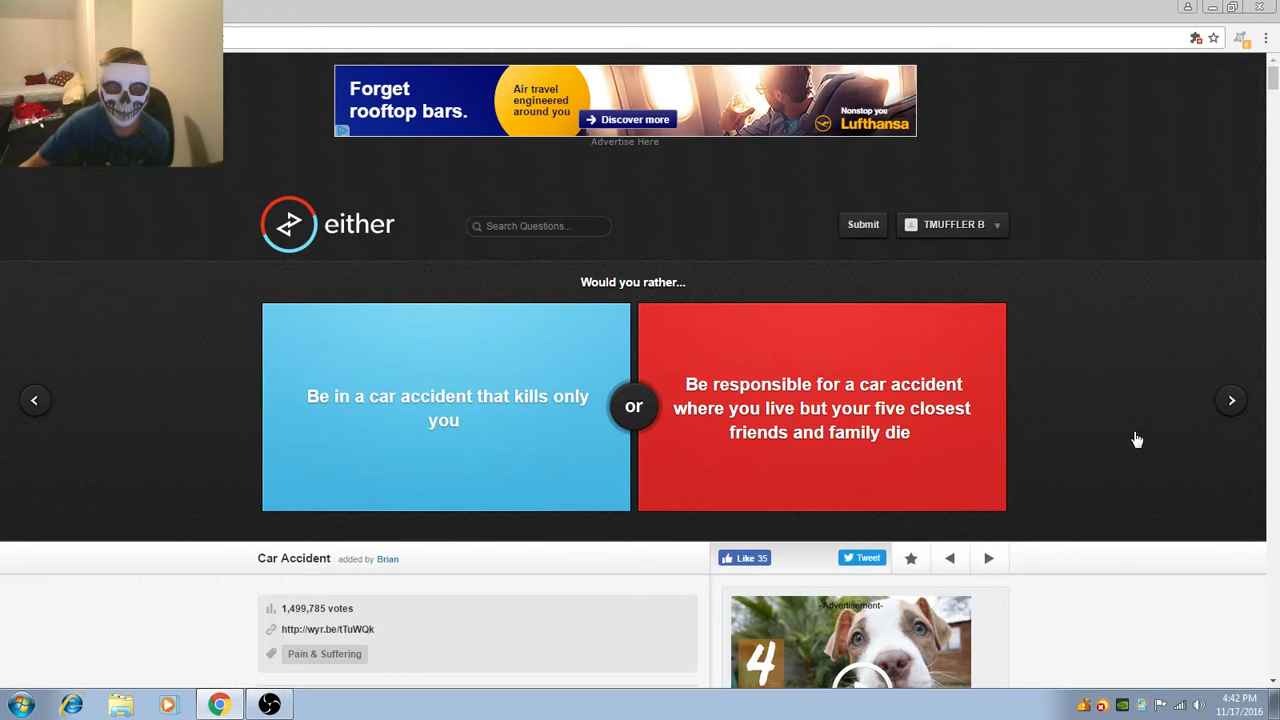 Forget
rooftop bars.
Air travel
engineered
around you
Discover more
Nonstop you
Lufthansa
Advertise Here
either
Search Questions...
Submit
TMUFFLER B
Would you rather...
Be in a car accident that kills only
you
or
Be responsible for a car accident
where you live but your five closest
friends and family die
Car Accident added by Brian
Like 35
Tweet
1,499,785 votes
http://wyr.be/tTuWQk
Pain & Suffering
-Advertisement-
4
4:42 PM
11/17/2016